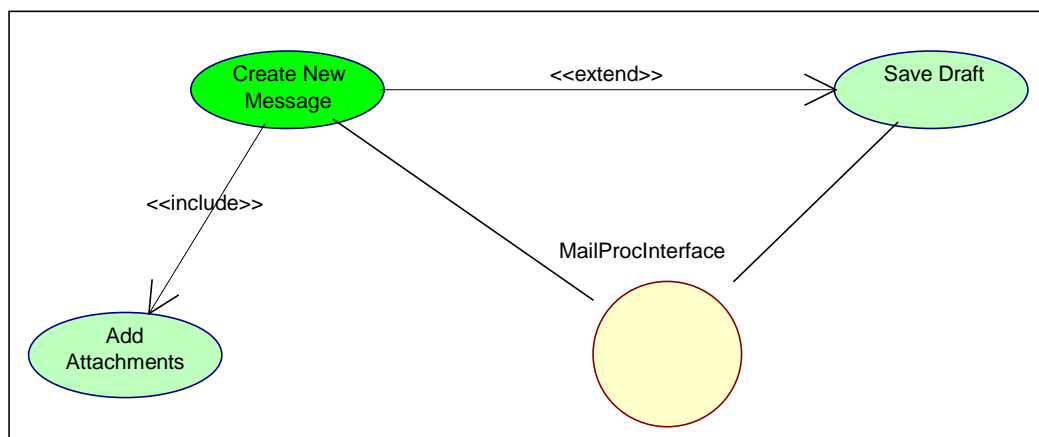 Create New
Message
<<extend>>
Save Draft
<<include>>
MailProcInterface
Add
Attachments